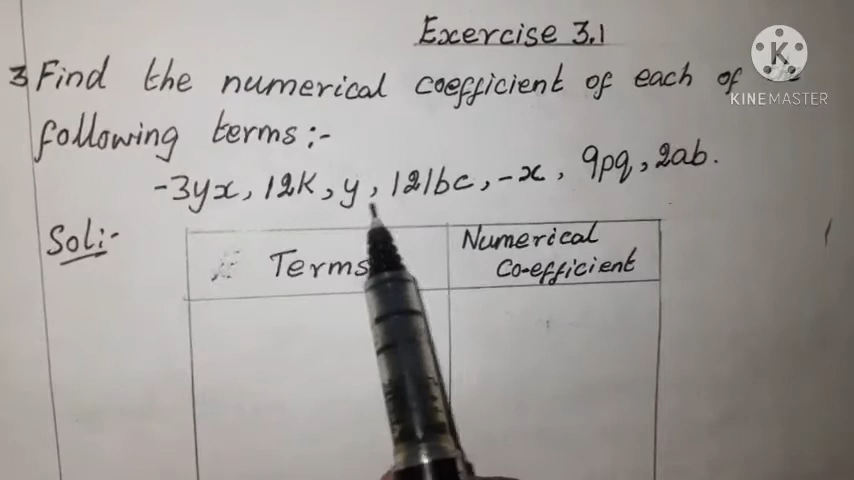 Exercise 3.1
3 Find the numerical coefficient of each of
following terms:-
-3yx, 12K, y, 121bc, -x, 9pq, 2ab.
Sol:-
Terms
Numerical
Co-efficient
K
KINEMASTER